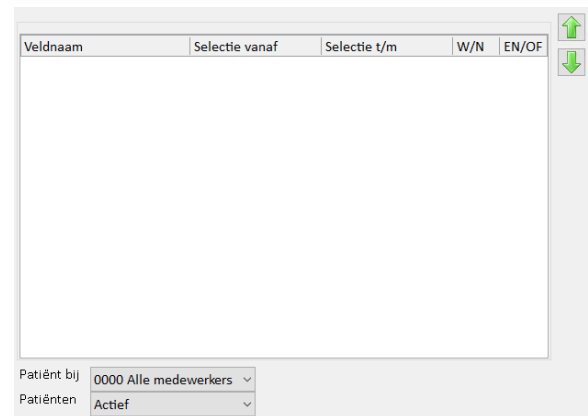 Veldnaam Selectie vanaf Selectie t/m W/N EN/OF
Patiënt bij 0000 Alle medewerkers
Patiënten Actief